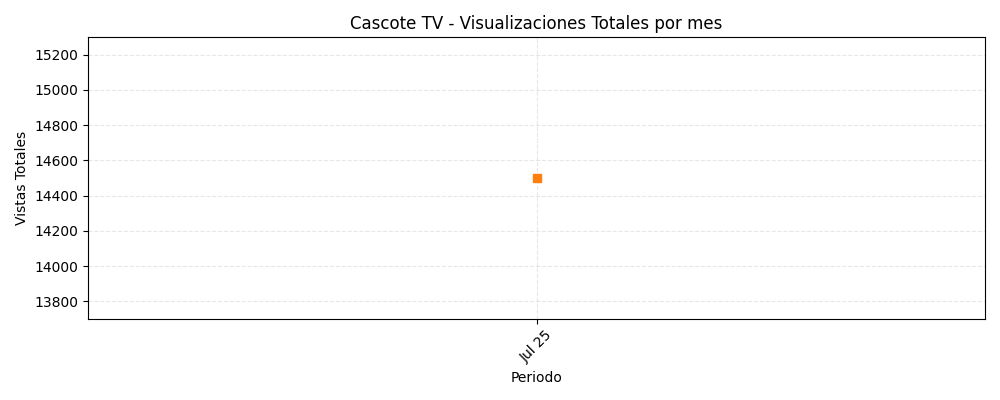 Cascote TV - Visualizaciones Totales por mes
15200
15000
14800
14600
14400
14200
14000
13800
Vistas Totales
Jul 25
Periodo